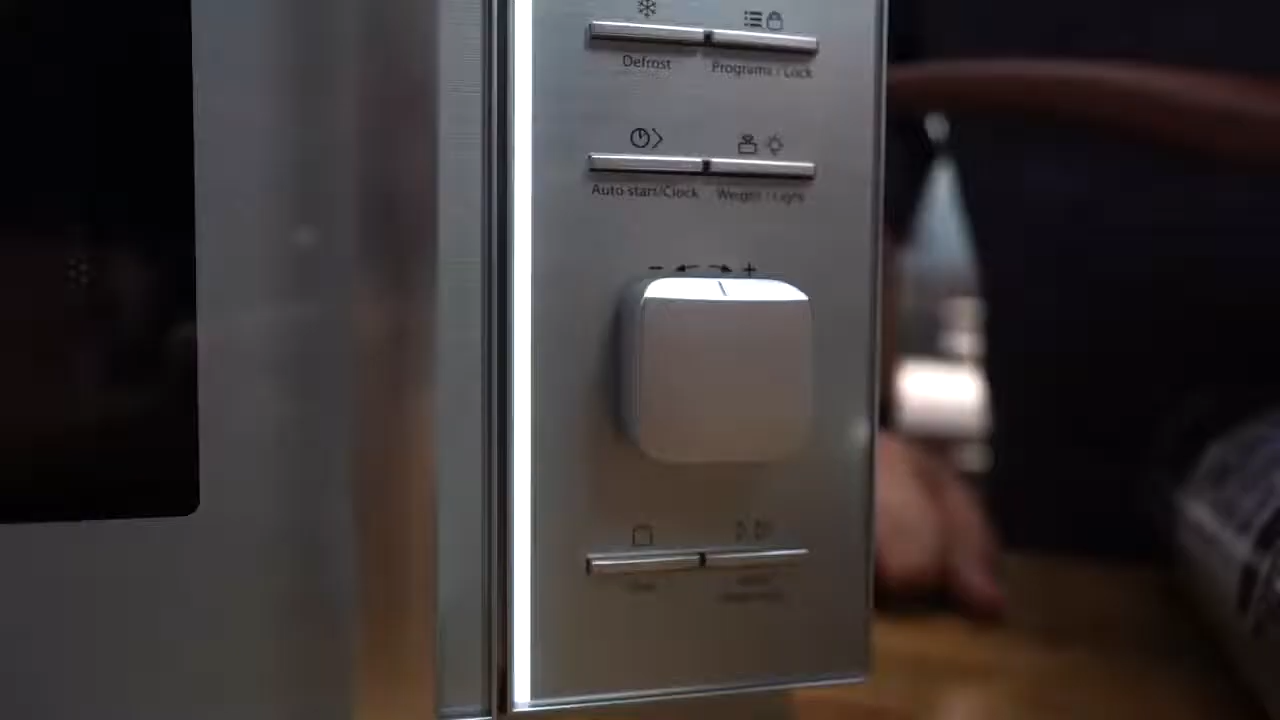 Defrost
Programs / Lock
Auto start/Clock
Weight / Light
- +